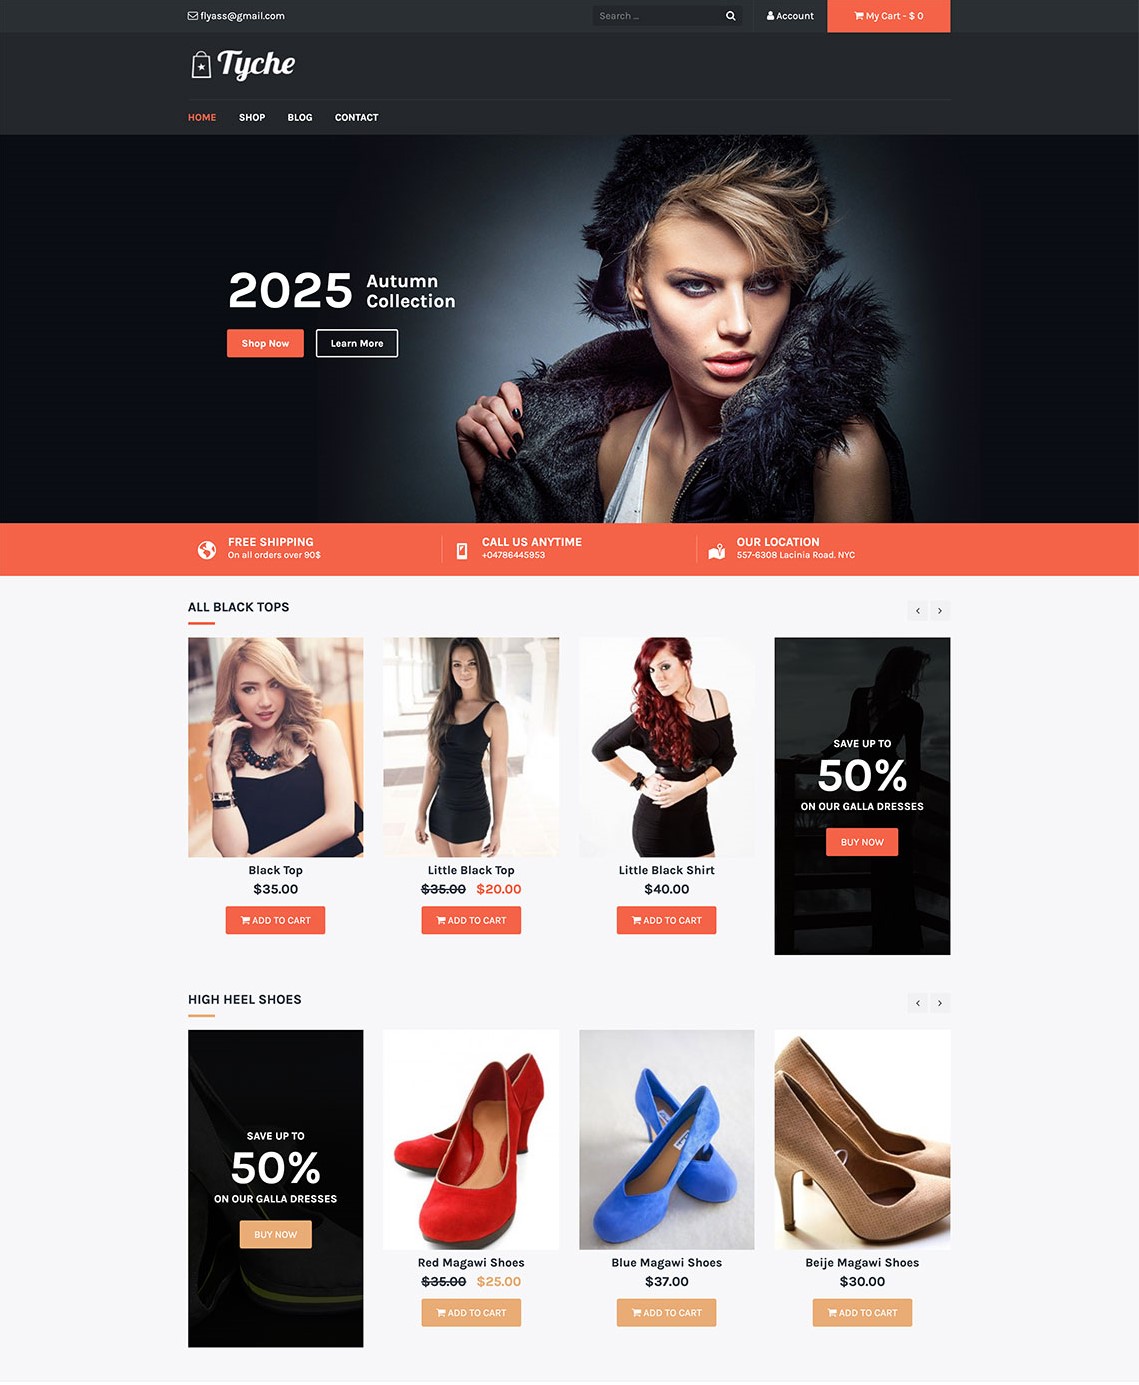 flyass@gmail.com
Search ...
Account
My Cart - $ 0
Tyche
HOME SHOP BLOG CONTACT
2025 Autumn Collection
Shop Now
Learn More
FREE SHIPPING
On all orders over 90$
CALL US ANYTIME
+04786445953
OUR LOCATION
557-6308 Lacinia Road. NYC
ALL BLACK TOPS
Black Top
$35.00
ADD TO CART
Little Black Top
$35.00 $20.00
ADD TO CART
Little Black Shirt
$40.00
ADD TO CART
SAVE UP TO
50%
ON OUR GALLA DRESSES
BUY NOW
HIGH HEEL SHOES
SAVE UP TO
50%
ON OUR GALLA DRESSES
BUY NOW
Red Magawi Shoes
$35.00 $25.00
ADD TO CART
Blue Magawi Shoes
$37.00
ADD TO CART
Beije Magawi Shoes
$30.00
ADD TO CART